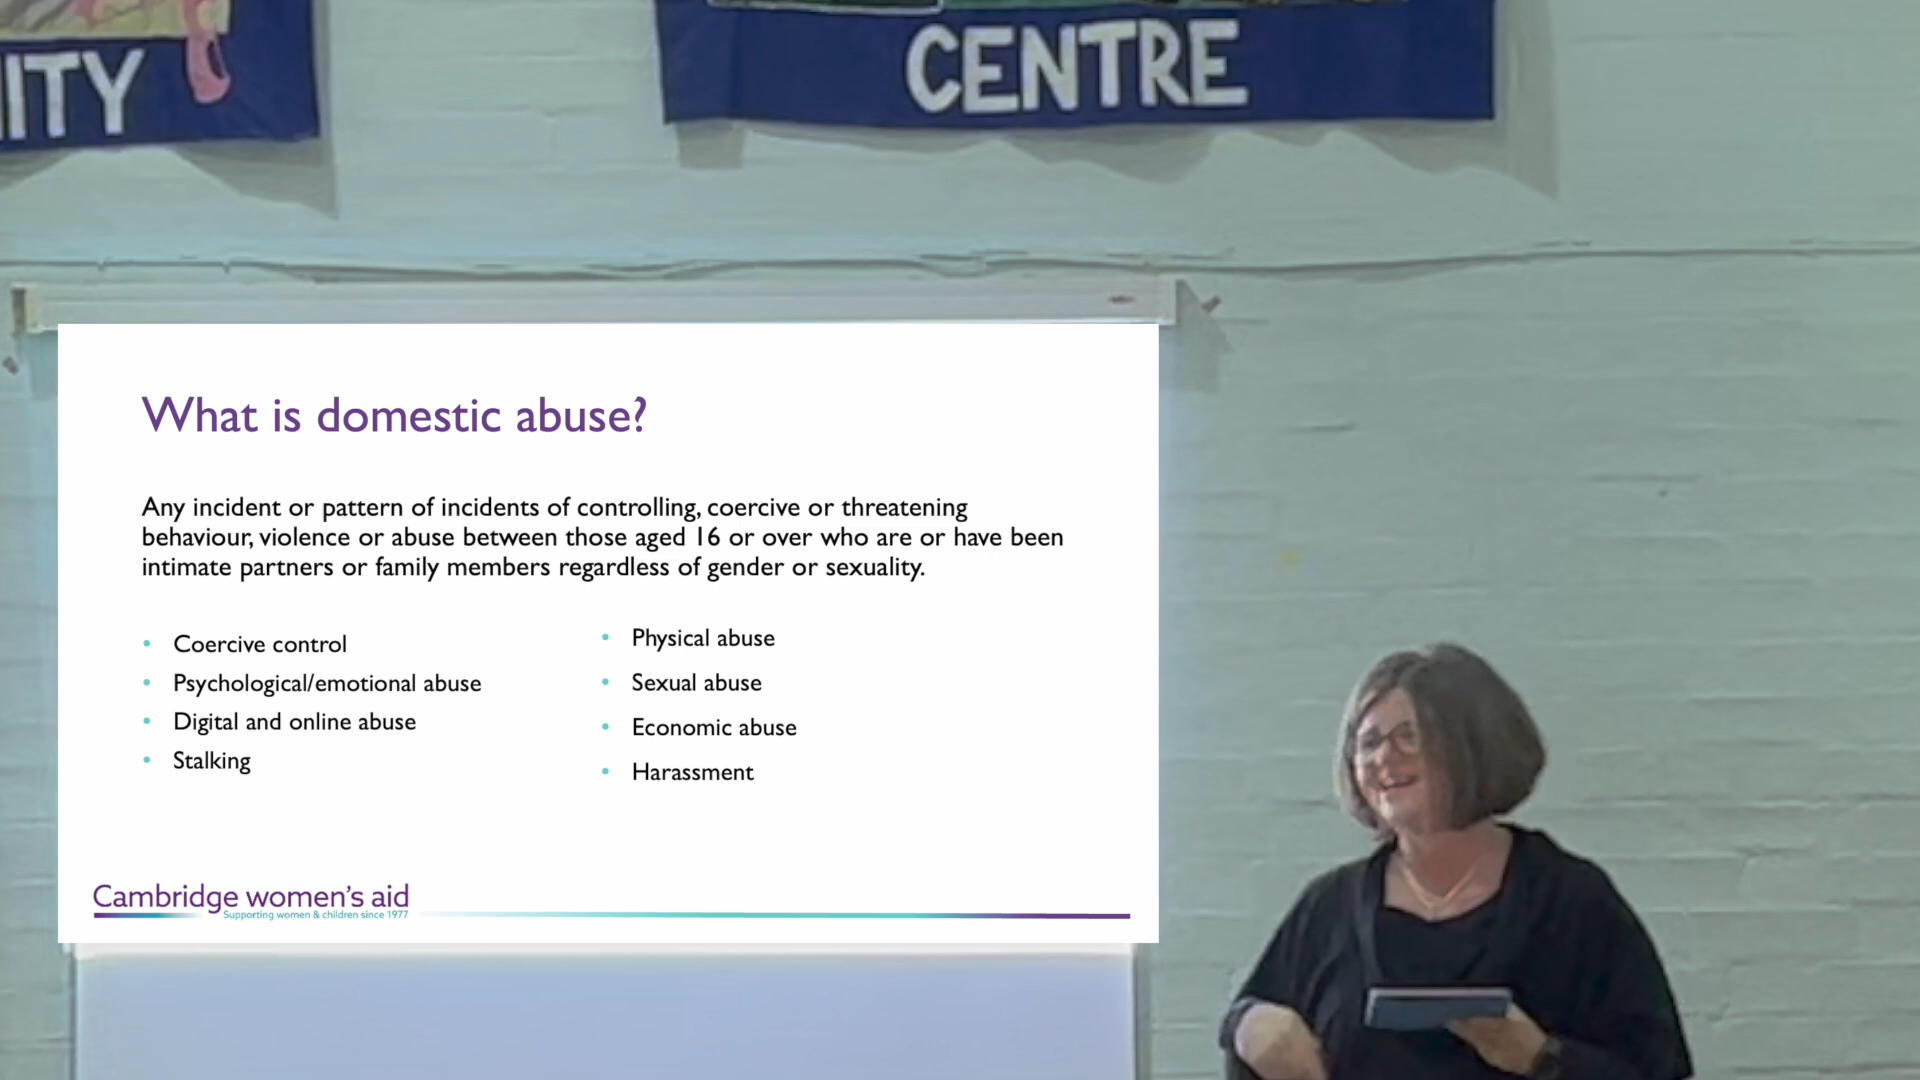 ITY
CENTRE
What is domestic abuse?
Any incident or pattern of incidents of controlling, coercive or threatening
behaviour, violence or abuse between those aged 16 or over who are or have been
intimate partners or family members regardless of gender or sexuality.
• Coercive control
• Psychological/emotional abuse
• Digital and online abuse
• Stalking
• Physical abuse
• Sexual abuse
• Economic abuse
• Harassment
Cambridge women's aid
Supporting women & children since 1977